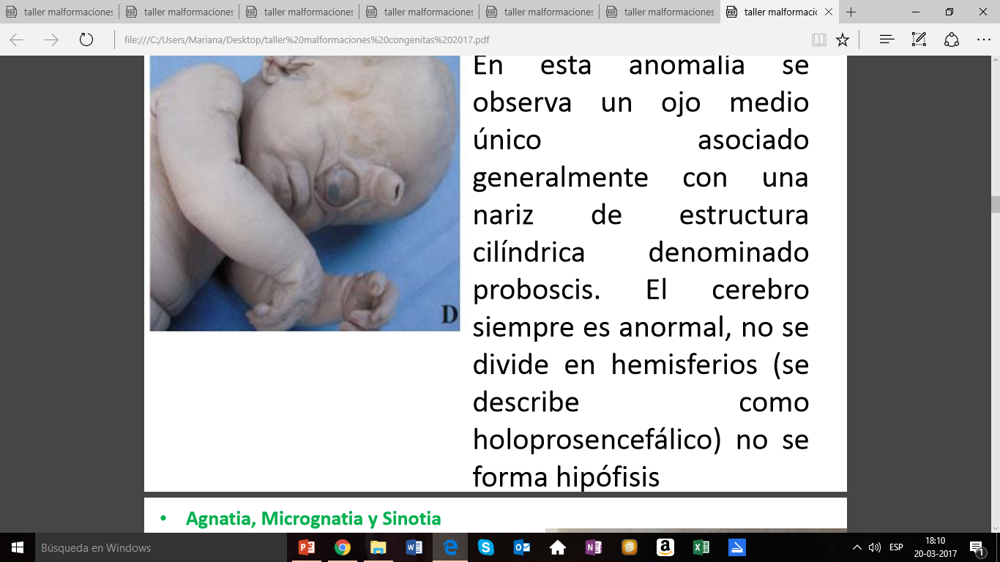 taller malformaciones
taller malformaciones
taller malformaciones
taller malformaciones
taller malformaciones
taller malformaciones
taller malformac
file:///C:/Users/Mariana/Desktop/taller%20malformaciones%20congenitas%202017.pdf
En esta anomalía se
observa un ojo medio
único asociado
generalmente con una
nariz de estructura
cilíndrica denominado
proboscis. El cerebro
siempre es anormal, no se
divide en hemisferios (se
describe como
holoprosencefálico) no se
forma hipófisis
D
• Agnatia, Micrognatia y Sinotia
Búsqueda en Windows
ESP
18:10
20-03-2017
1